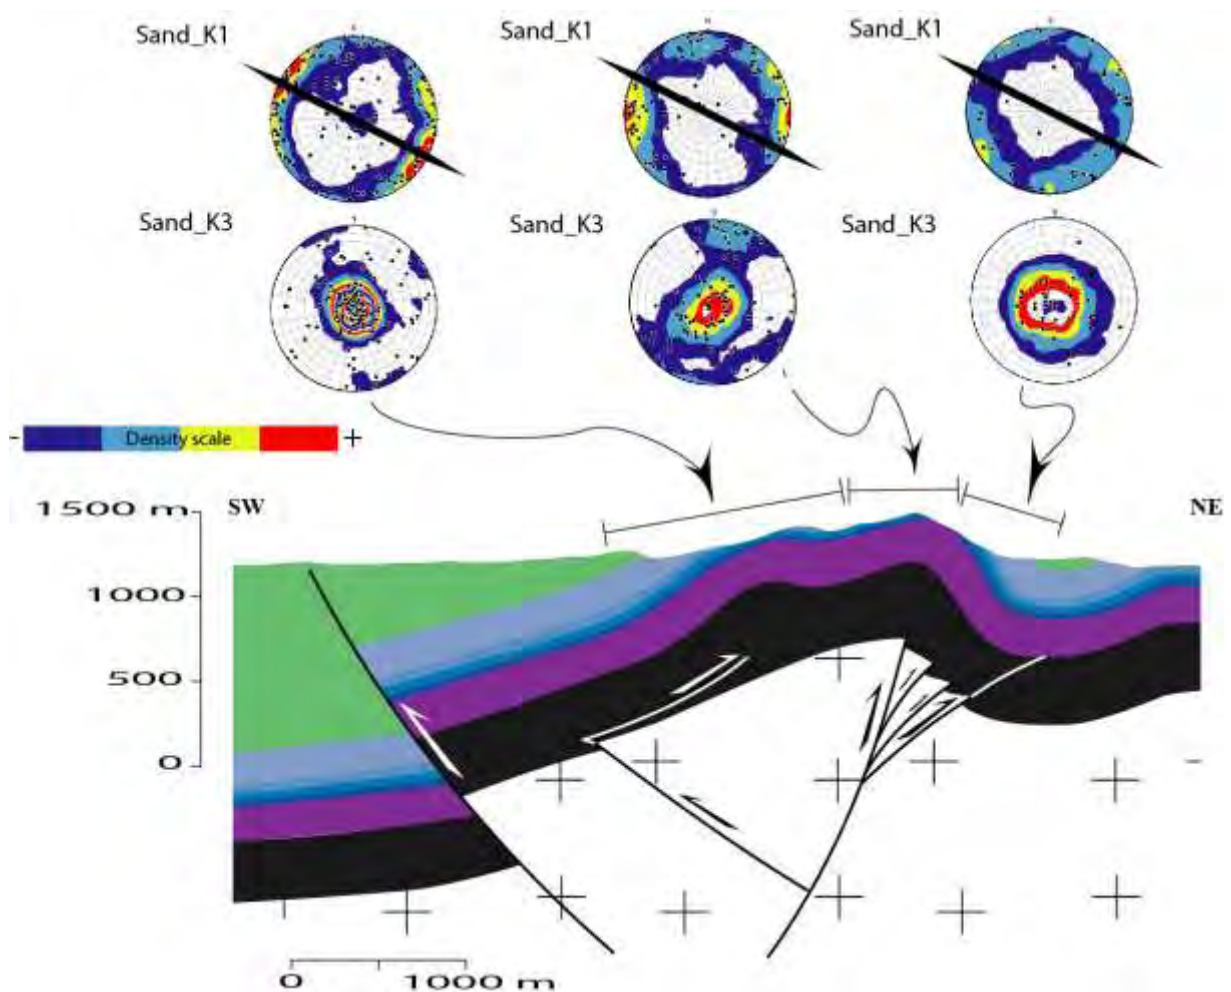 Sand_K1
Sand_K1
Sand_K1
Sand_K3
Sand_K3
Sand_K3
- Density scale +
1500 m
SW
NE
1000
500
0
0
1000 m